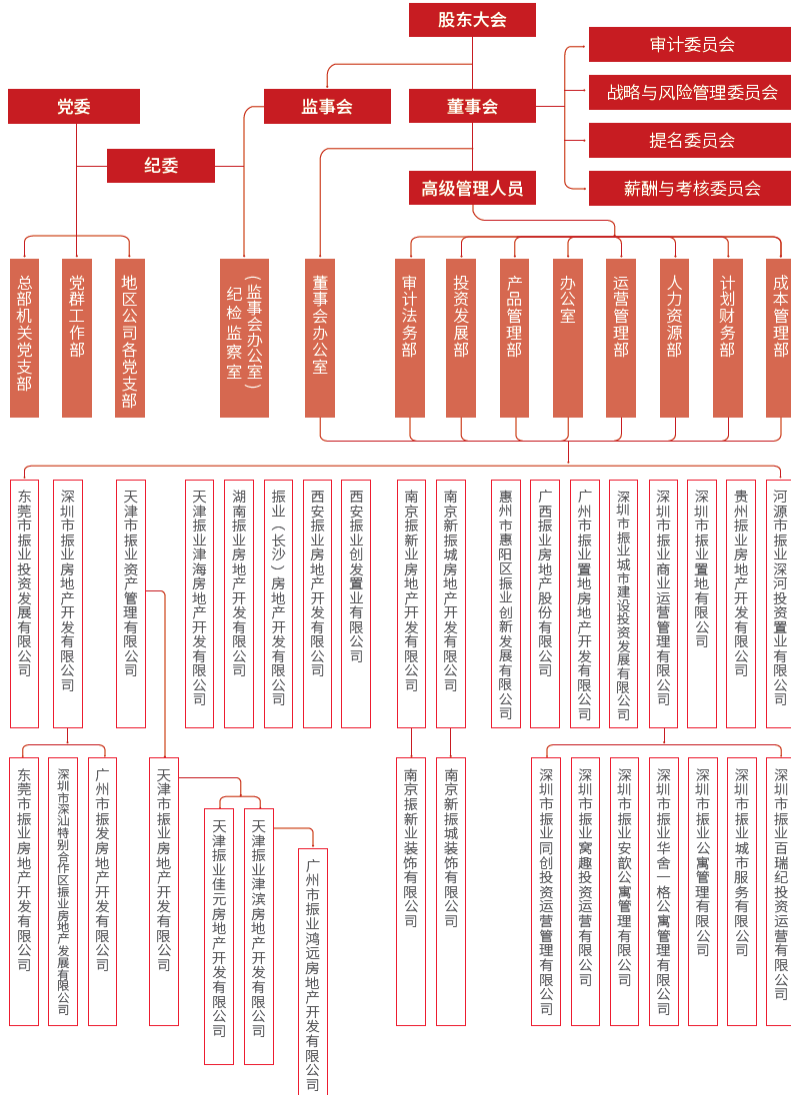 股东大会
审计委员会
战略与风险管理委员会
提名委员会
薪酬与考核委员会
党委
监事会
董事会
纪委
高级管理人员
总部机关党支部
党群工作部
地区公司各党支部
纪检监察室
（监事会办公室）
董事会办公室
审计法务部
投资发展部
产品管理部
办公室
运营管理部
人力资源部
计划财务部
成本管理部
东莞市振业投资发展有限公司
深圳市振业房地产开发有限公司
天津市振业资产管理有限公司
天津振业津海房地产开发有限公司
湖南振业房地产开发有限公司
振业（长沙）房地产开发有限公司
西安振业房地产开发有限公司
西安振业创发置业有限公司
南京振新业房地产开发有限公司
南京新振城房地产开发有限公司
惠州市惠阳区振业创新发展有限公司
广西振业房地产股份有限公司
广州市振业置地房地产开发有限公司
深圳市振业城市建设投资发展有限公司
深圳市振业商业运营管理有限公司
深圳市振业置地有限公司
贵州振业房地产开发有限公司
河源市振业深河投资置业有限公司
东莞市振业房地产开发有限公司
深圳市深汕特别合作区振业房地产发展有限公司
广州市振发房地产开发有限公司
天津市振业房地产开发有限公司
天津振业佳元房地产开发有限公司
天津振业津滨房地产开发有限公司
广州市振业鸿远房地产开发有限公司
南京振新业装饰有限公司
南京新振城装饰有限公司
深圳市振业同创投资运营管理有限公司
深圳市振业窝趣投资运营有限公司
深圳市振业安歆公寓管理有限公司
深圳市振业华舍一格公寓管理有限公司
深圳市振业公寓管理有限公司
深圳市振业城市服务有限公司
深圳市振业百瑞纪投资运营有限公司